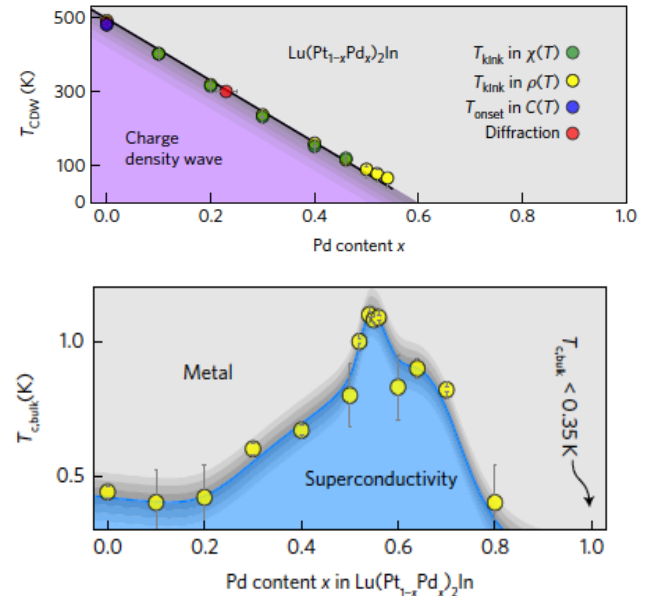 500
300
100
0
T_CDW (K)
Lu(Pt₁₋ₓPdₓ)₂In
T_kink in χ(T)
T_kink in ρ(T)
T_onset in C(T)
Diffraction
Charge
density wave
0.0 0.2 0.4 0.6 0.8 1.0
Pd content x
1.0
0.5
T_c,bulk(K)
Metal
Superconductivity
T_c,bulk < 0.35 K
0.0 0.2 0.4 0.6 0.8 1.0
Pd content x in Lu(Pt₁₋ₓPdₓ)₂In